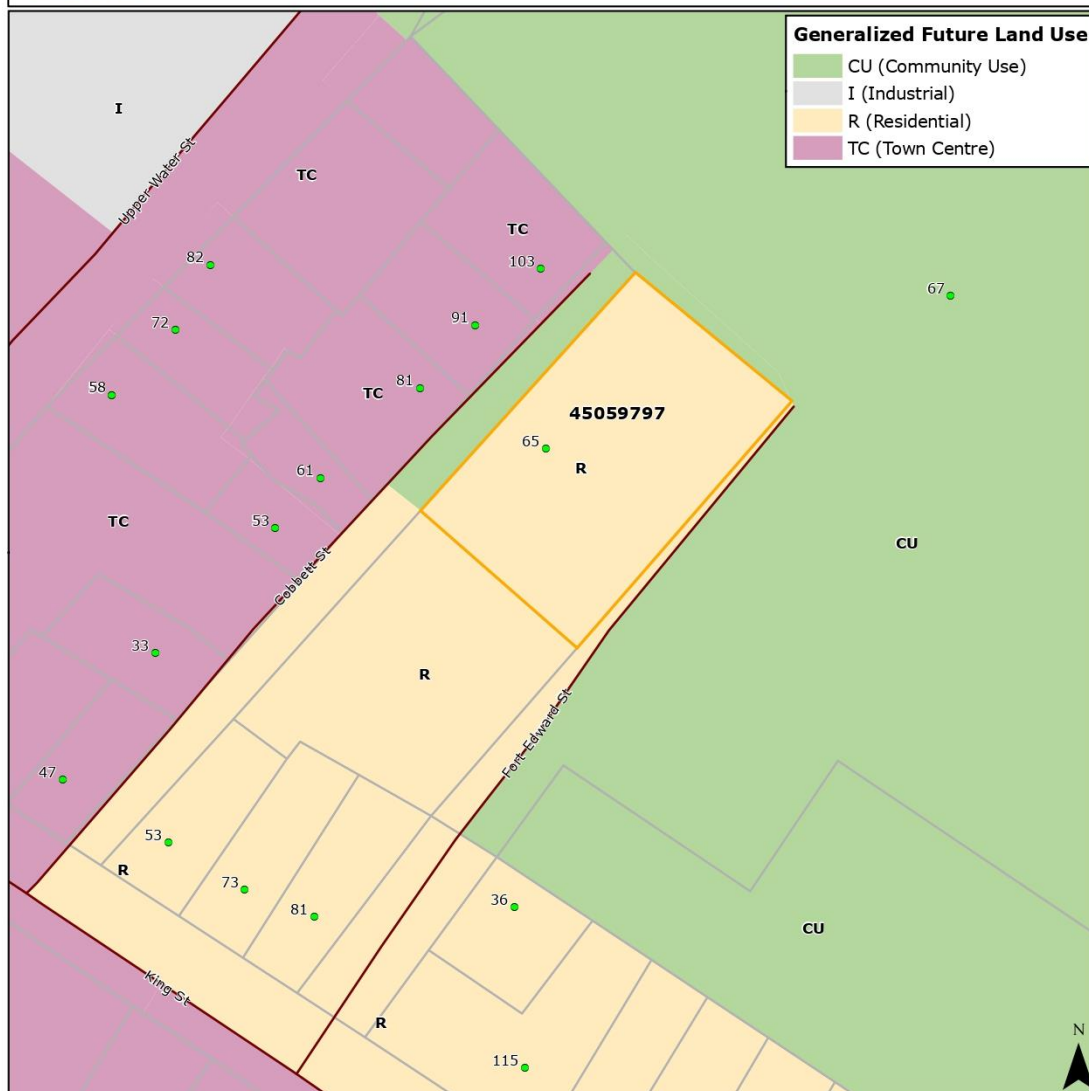 Generalized Future Land Use
CU (Community Use)
I (Industrial)
R (Residential)
TC (Town Centre)
I
Upper Water St
TC
TC
103
82
67
72
91
58
81
TC
45059797
65
R
61
TC
53
CU
Cobbett St
33
R
Fort Edward St
47
53
R
73
81
36
CU
King St
R
115
N